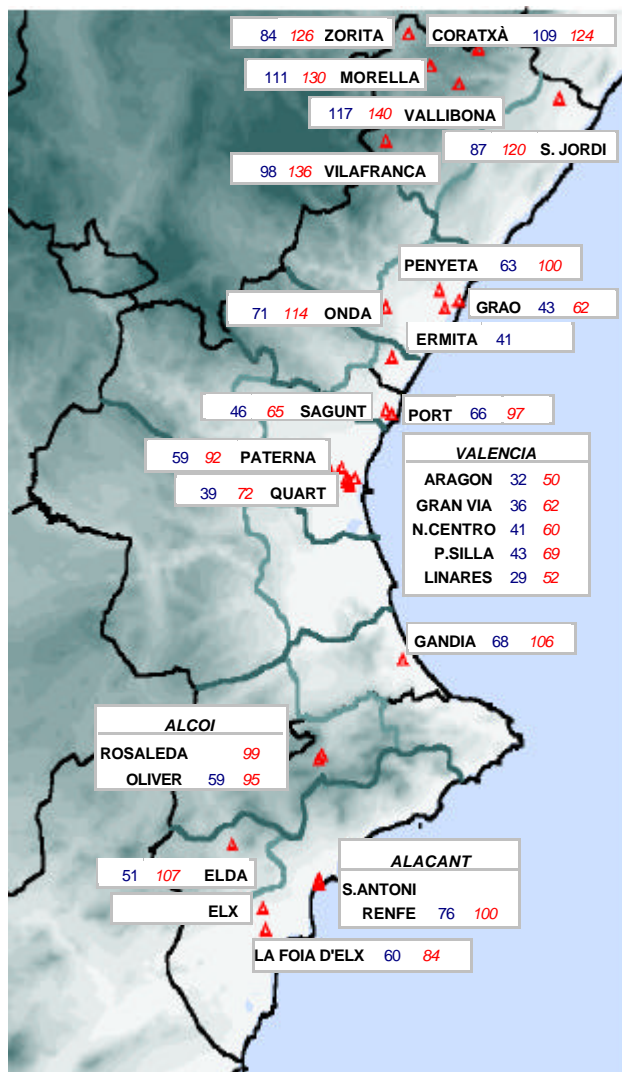 84 126 ZORITA
CORATXÀ 109 124
111 130 MORELLA
117 140 VALLIBONA
87 120 S. JORDI
98 136 VILAFRANCA
PENYETA 63 100
71 114 ONDA
GRAO 43 62
ERMITA 41
46 65 SAGUNT
PORT 66 97
59 92 PATERNA
39 72 QUART
VALENCIA
ARAGON 32 50
GRAN VIA 36 62
N.CENTRO 41 60
P.SILLA 43 69
LINARES 29 52
GANDIA 68 106
ALCOI
ROSALEDA 99
OLIVER 59 95
51 107 ELDA
ELX
ALACANT
S.ANTONI
RENFE 76 100
LA FOIA D'ELX 60 84